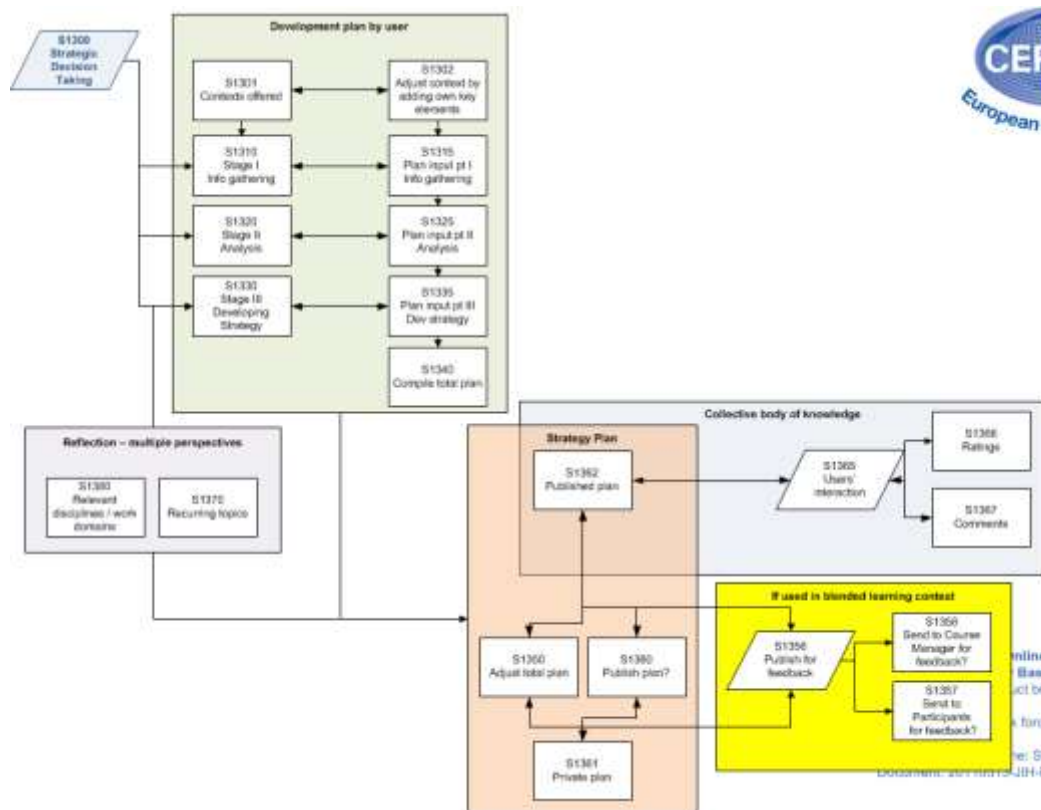 Development plan by user
S1300
Strategic
Decision
Taking
S1301
Contexts offered
S1302
Adjust context by
adding own key
elements
S1310
Stage I
Info gathering
S1315
Plan input pt I
Info gathering
S1320
Stage II
Analysis
S1325
Plan input pt II
Analysis
S1330
Stage III
Developing
Strategy
S1335
Plan input pt III
Dev strategy
S1340
Compile total plan
European
Reflection – multiple perspectives
S1380
Relevant
disciplines / work
domains
S1370
Recurring topics
Strategy Plan
S1362
Published plan
Collective body of knowledge
S1365
Users'
interaction
S1366
Ratings
S1367
Comments
S1350
Adjust total plan
S1360
Publish plan?
S1361
Private plan
If used in blended learning context
S1356
Publish for
feedback
S1358
Send to Course
Manager for
feedback?
S1357
Send to
Participants
for feedback?